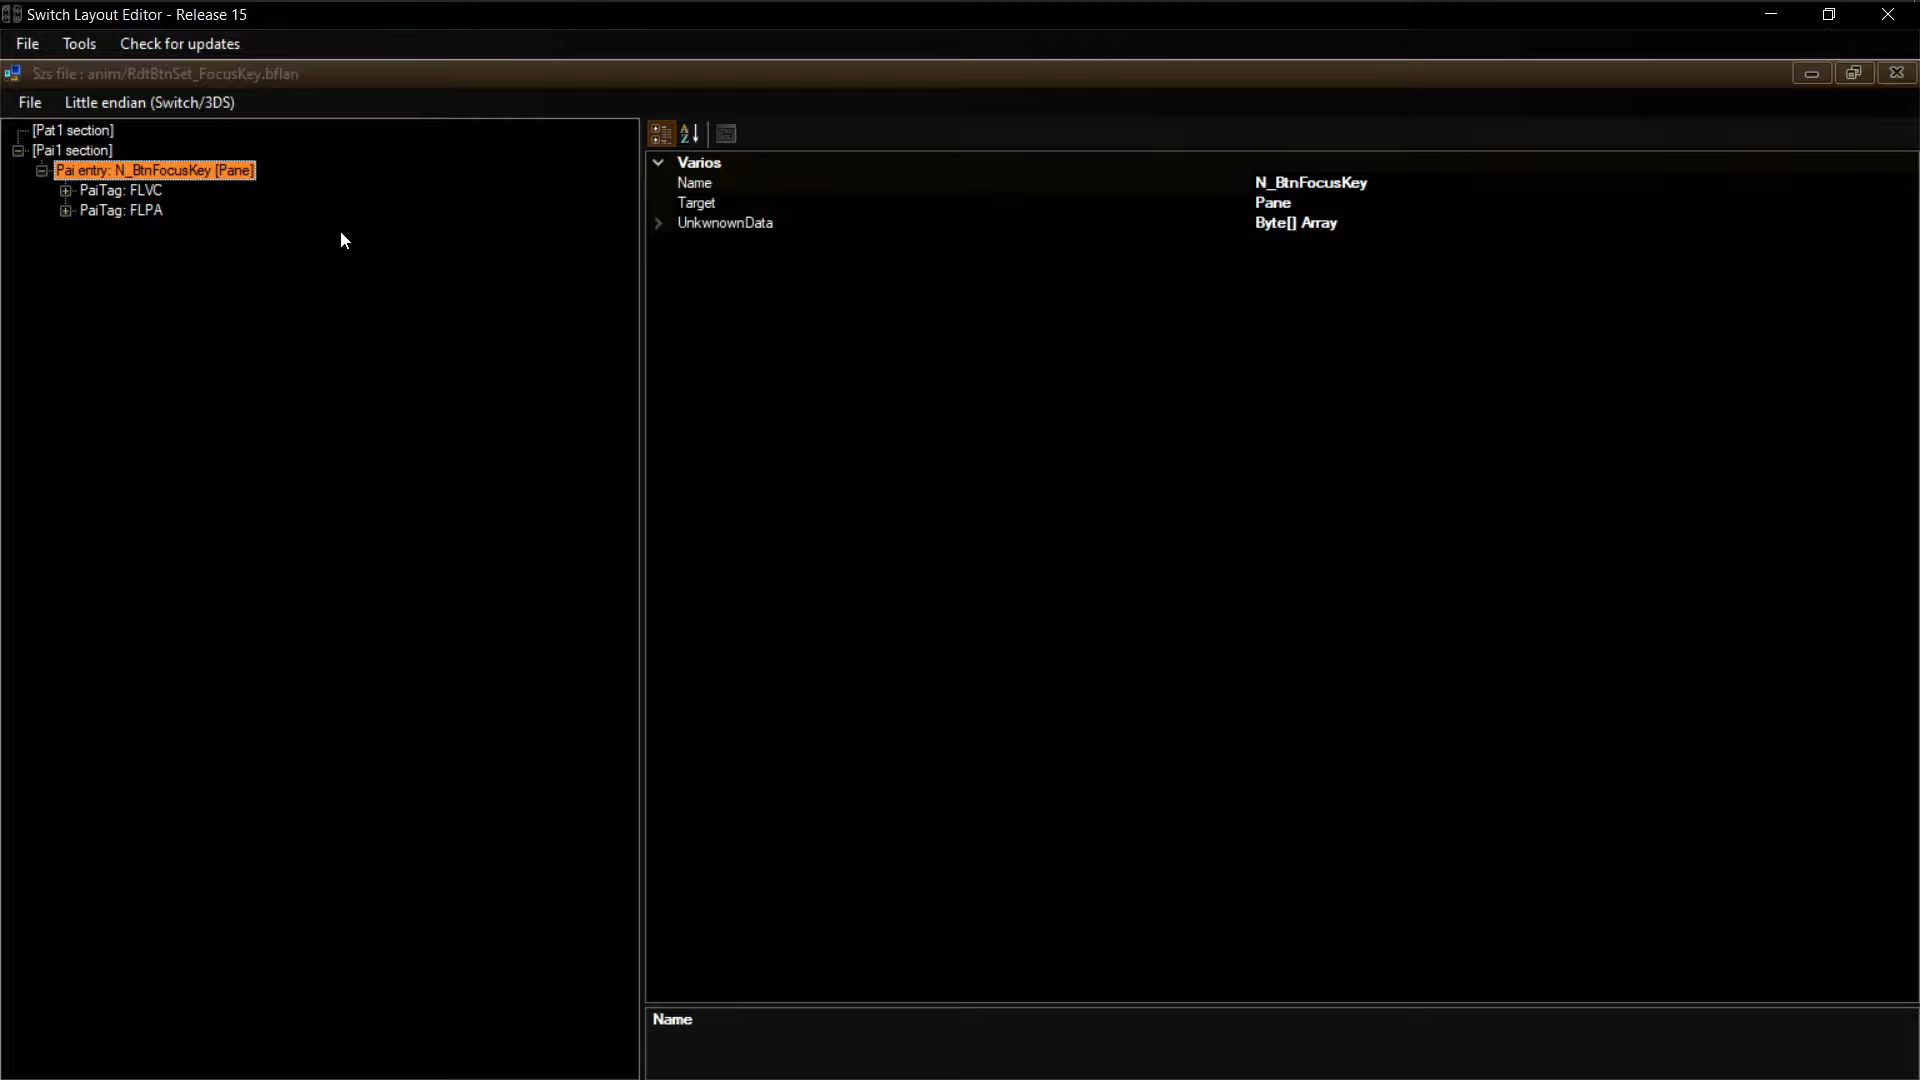 Switch Layout Editor - Release 15
File Tools Check for updates
Szs file : anim/RdtBtnSet_FocusKey.bflan
File Little endian (Switch/3DS)
[Pat1 section]
[Pai1 section]
Pai entry: N_BtnFocusKey [Pane]
PaiTag: FLVC
PaiTag: FLPA
Varios
Name N_BtnFocusKey
Target Pane
UnkwnownData Byte[] Array
Name